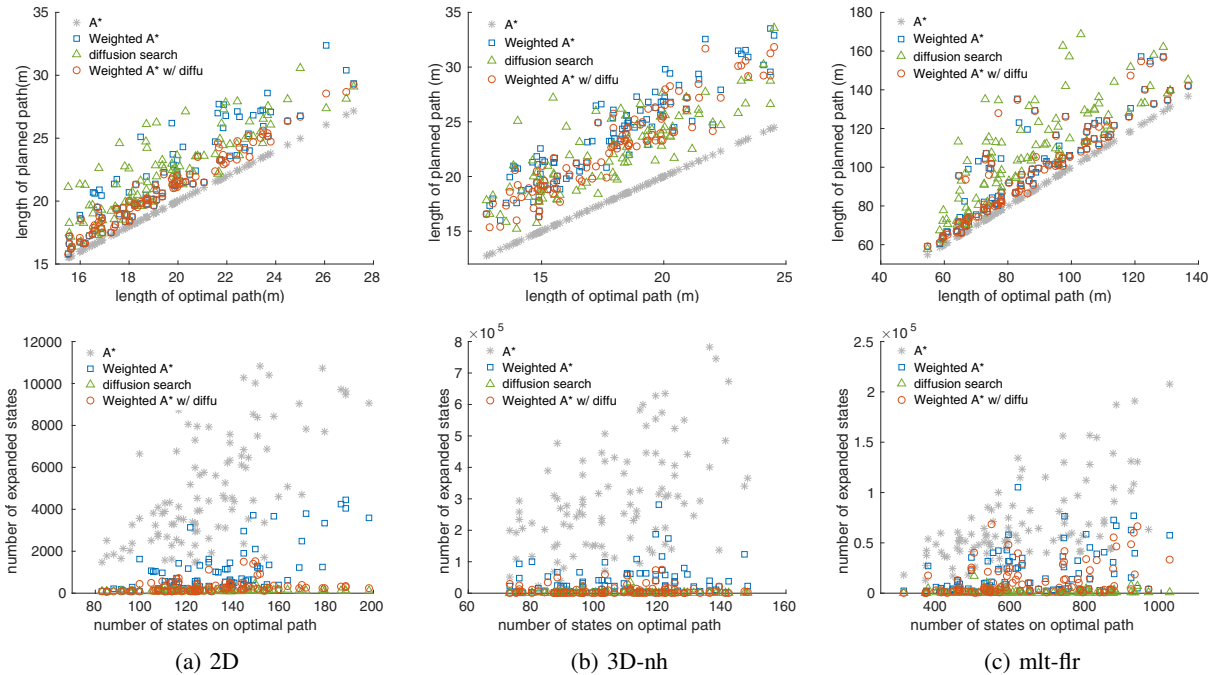 35
30
25
20
15
length of planned path(m)
A*
Weighted A*
diffusion search
Weighted A* w/ diffu
16 18 20 22 24 26 28
length of optimal path(m)
35
30
25
20
15
length of planned path (m)
A*
Weighted A*
diffusion search
Weighted A* w/ diffu
15 20 25
length of optimal path (m)
180
160
140
120
100
80
60
length of planned path (m)
A*
Weighted A*
diffusion search
Weighted A* w/ diffu
40 60 80 100 120 140
length of optimal path (m)
12000
10000
8000
6000
4000
2000
0
number of expanded states
A*
Weighted A*
diffusion search
Weighted A* w/ diffu
80 100 120 140 160 180 200
number of states on optimal path
×10 5
8
7
6
5
4
3
2
1
0
number of expanded states
A*
Weighted A*
diffusion search
Weighted A* w/ diffu
60 80 100 120 140 160
number of states on optimal path
×10 5
2.5
2
1.5
1
0.5
0
number of expanded states
A*
Weighted A*
diffusion search
Weighted A* w/ diffu
400 600 800 1000
number of states on optimal path
(a) 2D
(b) 3D-nh
(c) mlt-flr